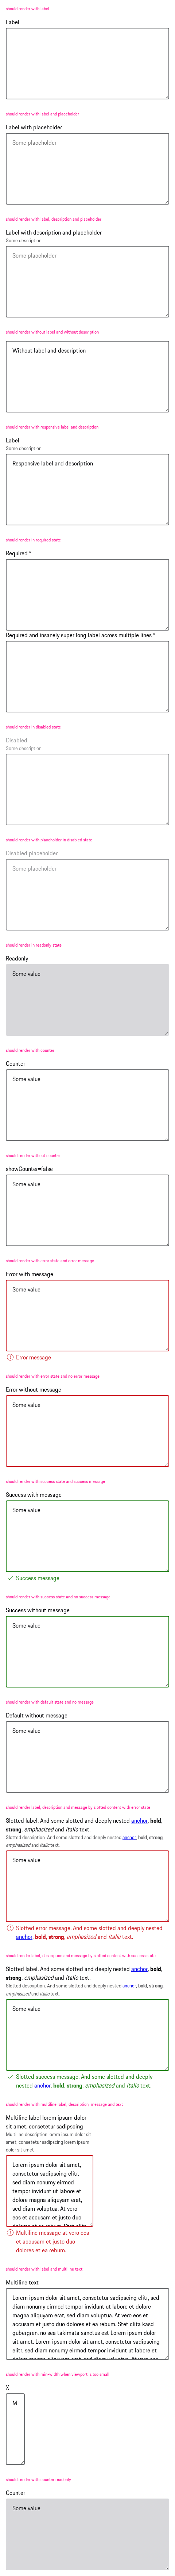 should render with label
Label
should render with label and placeholder
Label with placeholder
Some placeholder
should render with label, description and placeholder
Label with description and placeholder
Some description
Some placeholder
should render without label and without description
Without label and description
should render with responsive label and description
Label
Some description
Responsive label and description
should render in required state
Required *
Required and insanely super long label across multiple lines *
should render in disabled state
Disabled
Some description
should render with placeholder in disabled state
Disabled placeholder
Some placeholder
should render in readonly state
Readonly
Some value
should render with counter
Counter
Some value
should render without counter
showCounter=false
Some value
should render with error state and error message
Error with message
Some value
Error message
should render with error state and no error message
Error without message
Some value
should render with success state and success message
Success with message
Some value
Success message
should render with success state and no success message
Success without message
Some value
should render with default state and no message
Default without message
Some value
should render label, description and message by slotted content with error state
Slotted label. And some slotted and deeply nested anchor, bold,
strong, emphasized and italic text.
Slotted description. And some slotted and deeply nested anchor, bold, strong,
emphasized and italic text.
Some value
Slotted error message. And some slotted and deeply nested
anchor, bold, strong, emphasized and italic text.
should render label, description and message by slotted content with success state
Slotted label. And some slotted and deeply nested anchor, bold,
strong, emphasized and italic text.
Slotted description. And some slotted and deeply nested anchor, bold, strong,
emphasized and italic text.
Some value
Slotted success message. And some slotted and deeply
nested anchor, bold, strong, emphasized and italic text.
should render with multiline label, description, message and text
Multiline label lorem ipsum dolor
sit amet, consetetur sadipscing
Multiline description lorem ipsum dolor sit
amet, consetetur sadipscing lorem ipsum
dolor sit amet
Lorem ipsum dolor sit amet,
consetetur sadipscing elitr,
sed diam nonumy eirmod
tempor invidunt ut labore et
dolore magna aliquyam erat,
sed diam voluptua. At vero
eos et accusam et justo duo
dolores et ea rebum. Stet clita
Multiline message at vero eos
et accusam et justo duo
dolores et ea rebum.
should render with label and multiline text
Multiline text
Lorem ipsum dolor sit amet, consetetur sadipscing elitr, sed
diam nonumy eirmod tempor invidunt ut labore et dolore
magna aliquyam erat, sed diam voluptua. At vero eos et
accusam et justo duo dolores et ea rebum. Stet clita kasd
gubergren, no sea takimata sanctus est Lorem ipsum dolor
sit amet. Lorem ipsum dolor sit amet, consetetur sadipscing
elitr, sed diam nonumy eirmod tempor invidunt ut labore et
should render with min-width when viewport is too small
X
M
should render with counter readonly
Counter
Some value